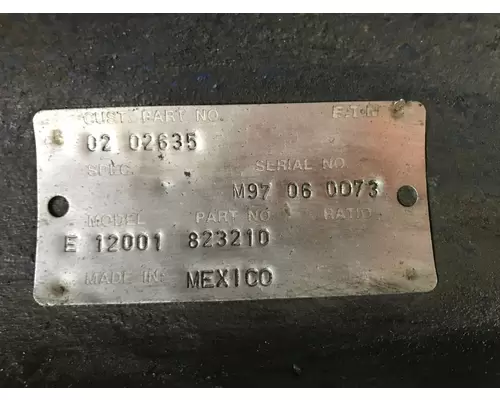 CUST. PART NO.
02 02635
SPEC. SERIAL NO.
M97 06 0073
MODEL PART NO RATIO
E 12001 823210
MADE IN MEXICO